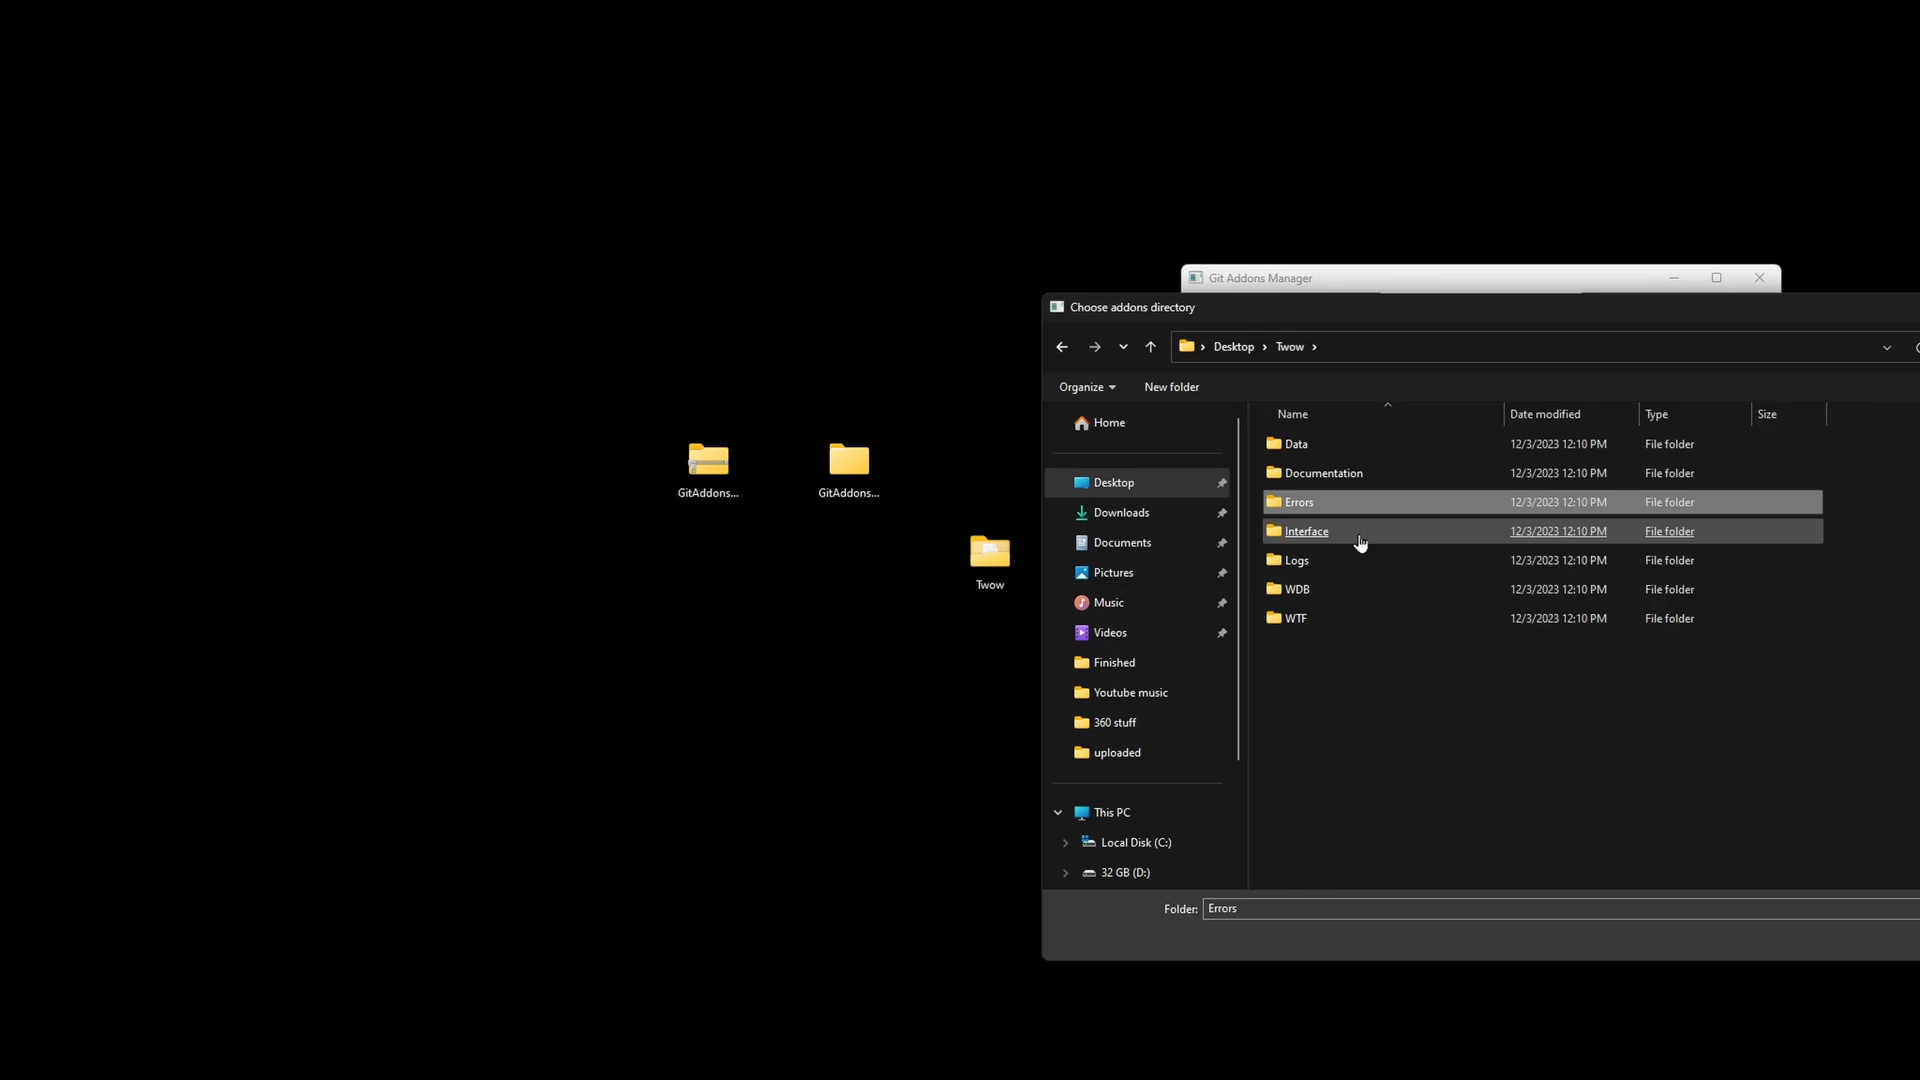 Git Addons Manager
Choose addons directory
Desktop Twow
Organize New folder
Name Date modified Type Size
Home
Desktop
Downloads
Documents
Pictures
Music
Videos
Finished
Youtube music
360 stuff
uploaded
This PC
Local Disk (C:)
32 GB (D:)
Data 12/3/2023 12:10 PM File folder
Documentation 12/3/2023 12:10 PM File folder
Errors 12/3/2023 12:10 PM File folder
Interface 12/3/2023 12:10 PM File folder
Logs 12/3/2023 12:10 PM File folder
WDB 12/3/2023 12:10 PM File folder
WTF 12/3/2023 12:10 PM File folder
Folder: Errors
GitAddons... GitAddons...
Twow